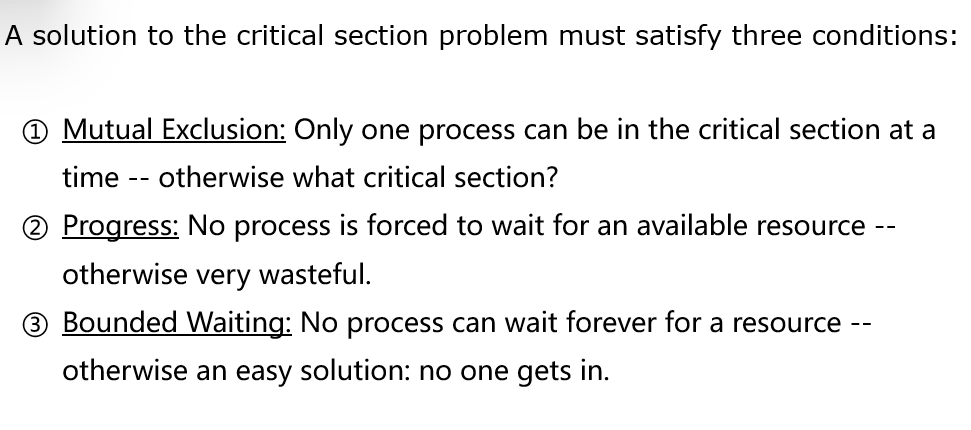 A solution to the critical section problem must satisfy three conditions:
① Mutual Exclusion: Only one process can be in the critical section at a
time -- otherwise what critical section?
② Progress: No process is forced to wait for an available resource --
otherwise very wasteful.
③ Bounded Waiting: No process can wait forever for a resource --
otherwise an easy solution: no one gets in.